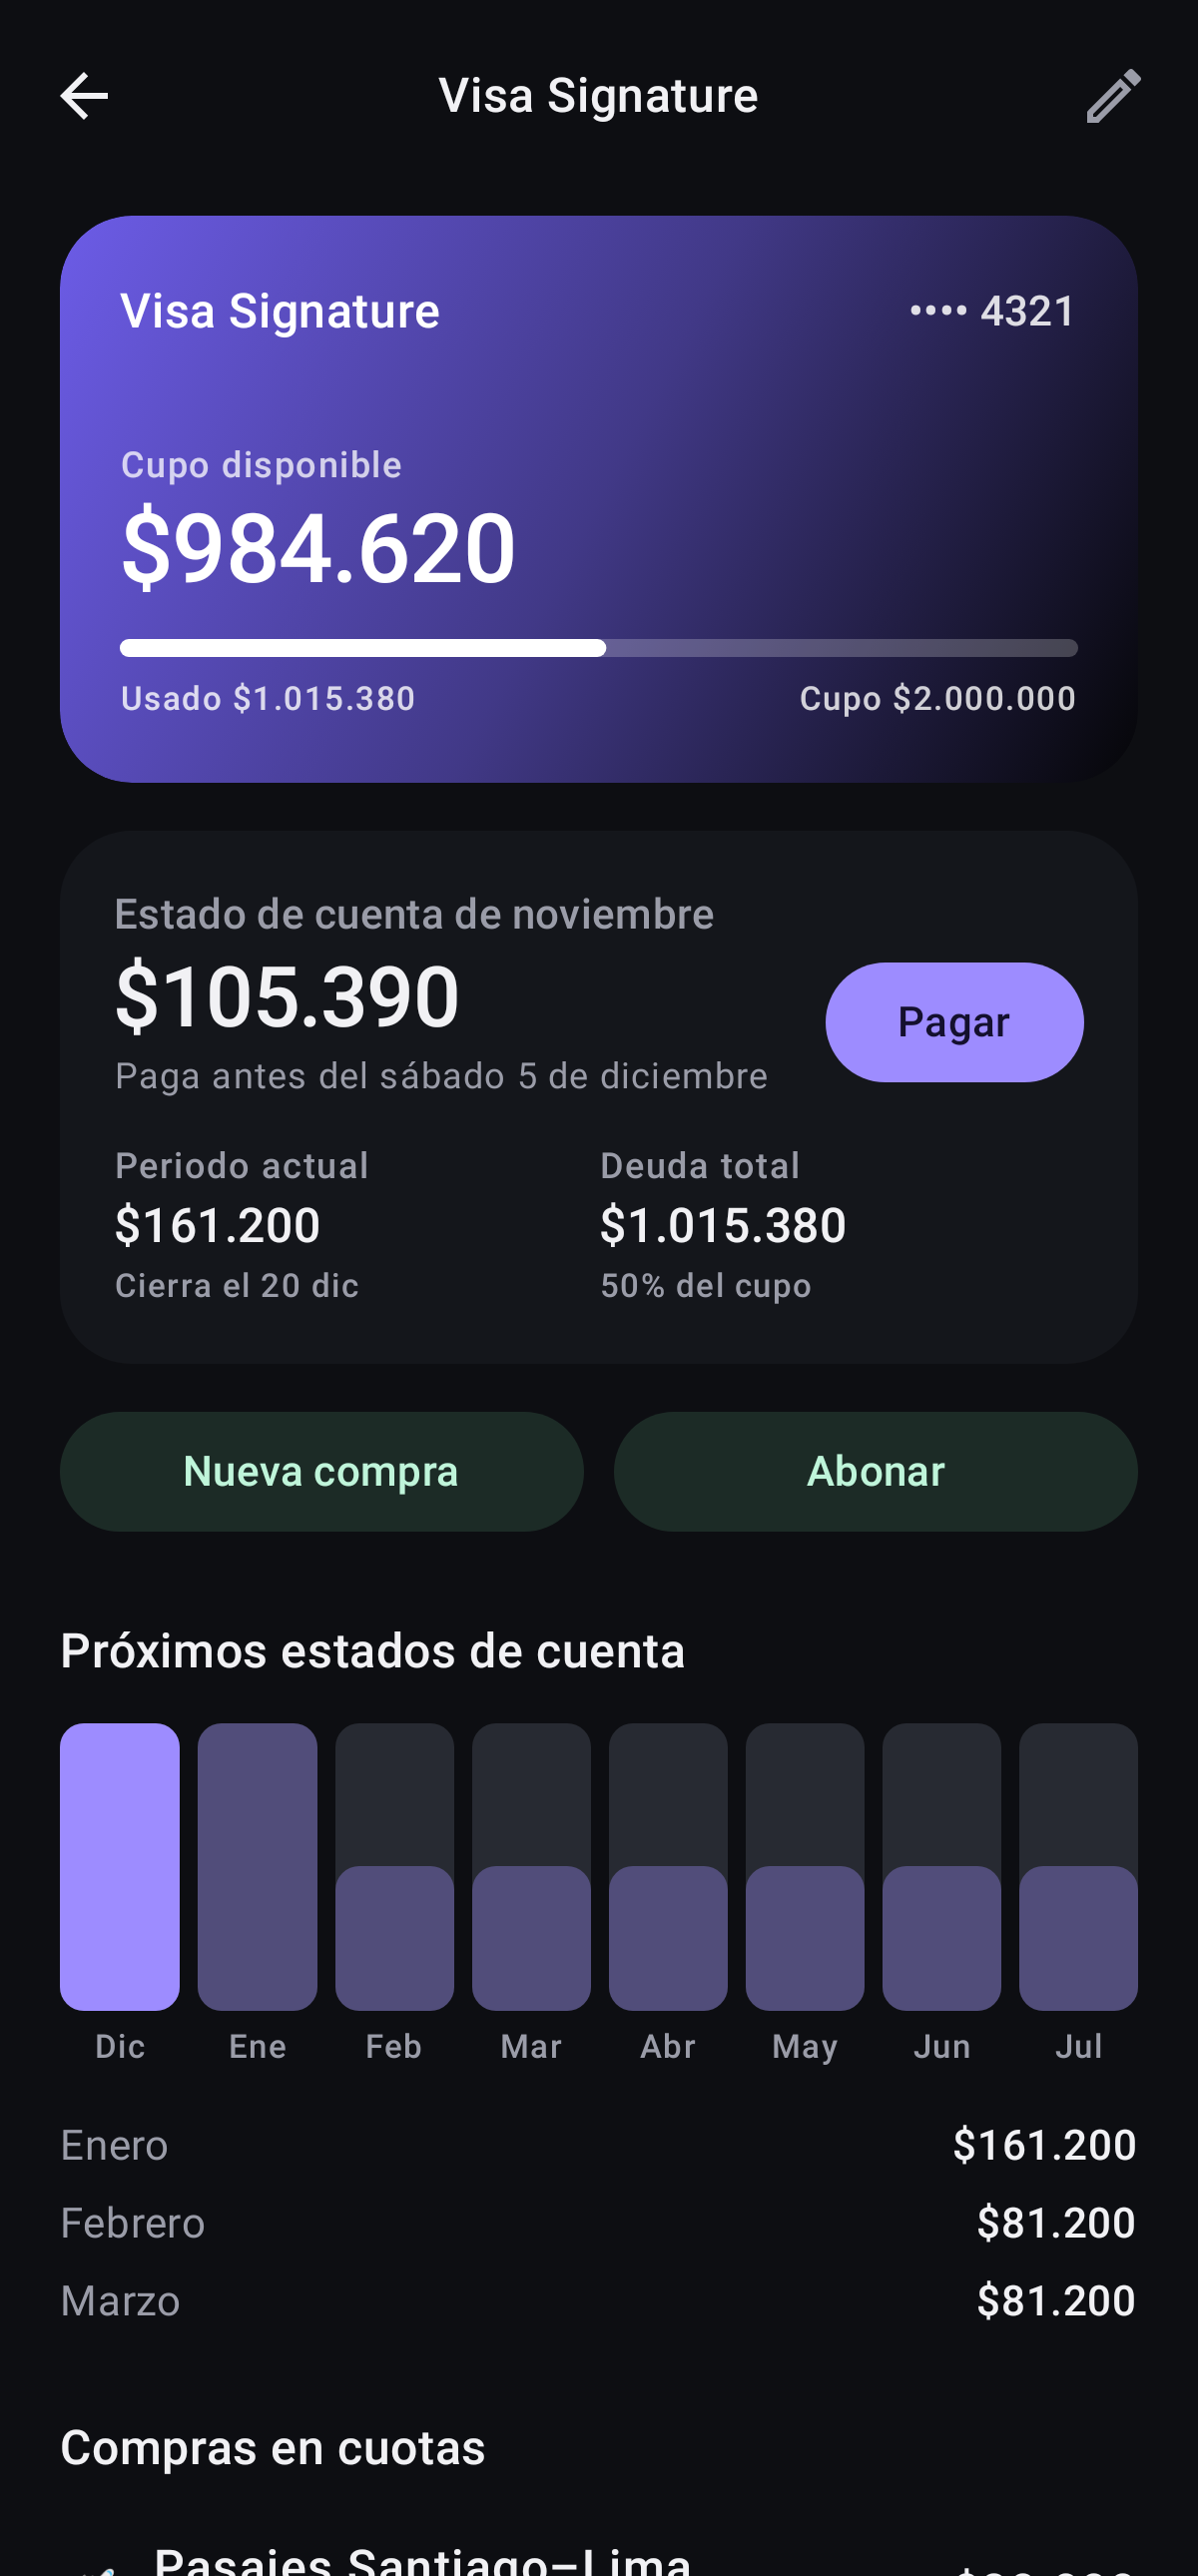 Visa Signature
Visa Signature
•••• 4321
Cupo disponible
$984.620
Usado $1.015.380
Cupo $2.000.000
Estado de cuenta de noviembre
$105.390
Pagar
Paga antes del sábado 5 de diciembre
Periodo actual
Deuda total
$161.200
$1.015.380
Cierra el 20 dic
50% del cupo
Nueva compra
Abonar
Próximos estados de cuenta
Dic
Ene
Feb
Mar
Abr
May
Jun
Jul
Enero
$161.200
Febrero
$81.200
Marzo
$81.200
Compras en cuotas
Pasajes Santiago–Lima